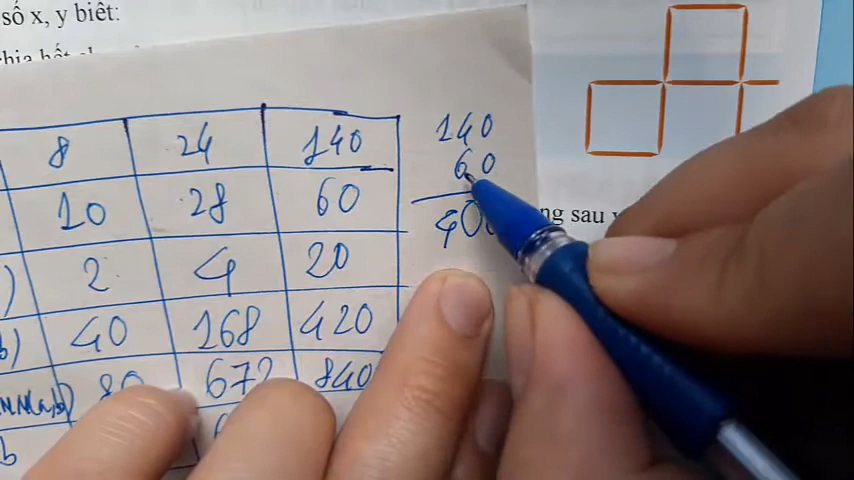 số x, y biết:
chia hết
8 24 140
10 28 60
2 4 20
40 168 420
80 672 840
b
140
60
400
ng sau